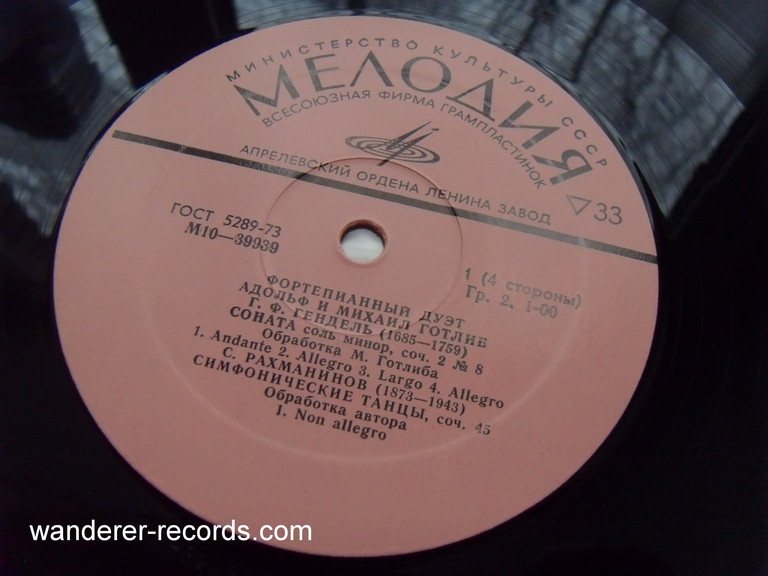 МИНИСТЕРСТВО КУЛЬТУРЫ СССР
МЕЛОДИЯ
ВСЕСОЮЗНАЯ ФИРМА ГРАМПЛАСТИНОК
АПРЕЛЕВСКИЙ ОРДЕНА ЛЕНИНА ЗАВОД
33
ГОСТ 5289-73
М10—39939
1 (4 стороны)
Гр. 2. 1-00
ФОРТЕПИАННЫЙ ДУЭТ
АДОЛЬФ И МИХАИЛ ГОТЛИБ
Г. Ф. ГЕНДЕЛЬ (1685—1759)
СОНАТА соль минор, соч. 2 № 8
Обработка М. Готлиба
1. Andante 2. Allegro 3. Largo 4. Allegro
С. РАХМАНИНОВ (1873—1943)
СИМФОНИЧЕСКИЕ ТАНЦЫ, соч. 45
Обработка автора
1. Non allegro
wanderer-records.com